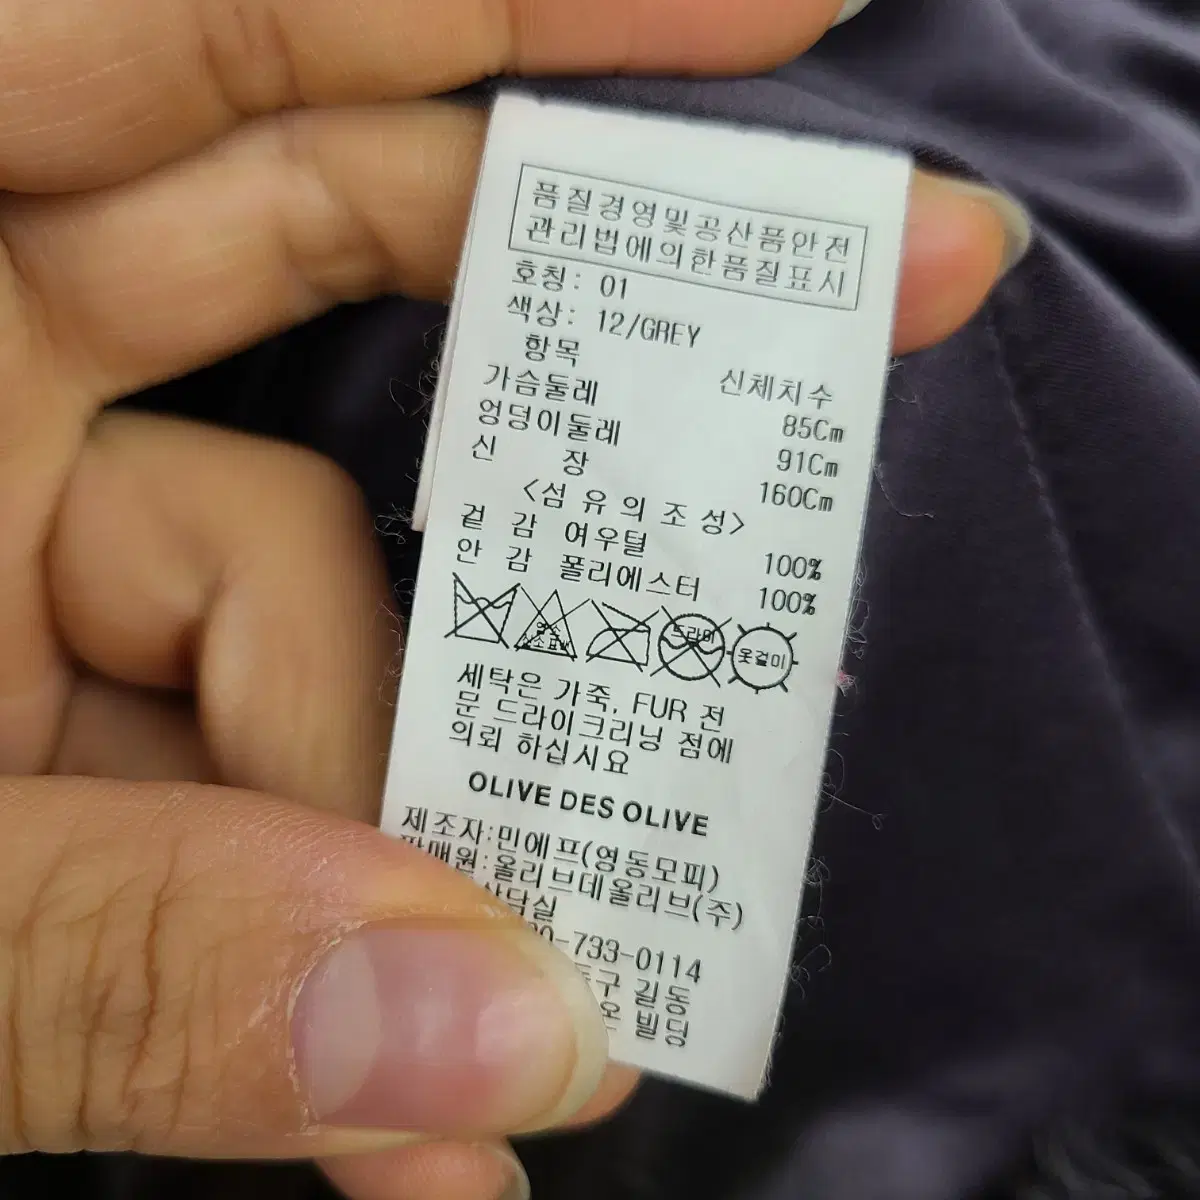 품질경영및공산품안전
관리법에의한품질표시
호칭: 01
색상: 12/GREY
항목 신체치수
가슴둘레 85Cm
엉덩이둘레 91Cm
신 장 160Cm
<섬 유 의 조 성>
겉 감 여우털 100%
안 감 폴리에스터 100%
드라이 옷걸이
세탁은 가죽, FUR 전
문 드라이크리닝 점에
의뢰 하십시요
OLIVE DES OLIVE
제조자:민에프(영동모피)
판매원:올리브데올리브(주)
상담실
-733-0114
구 길동
빌딩